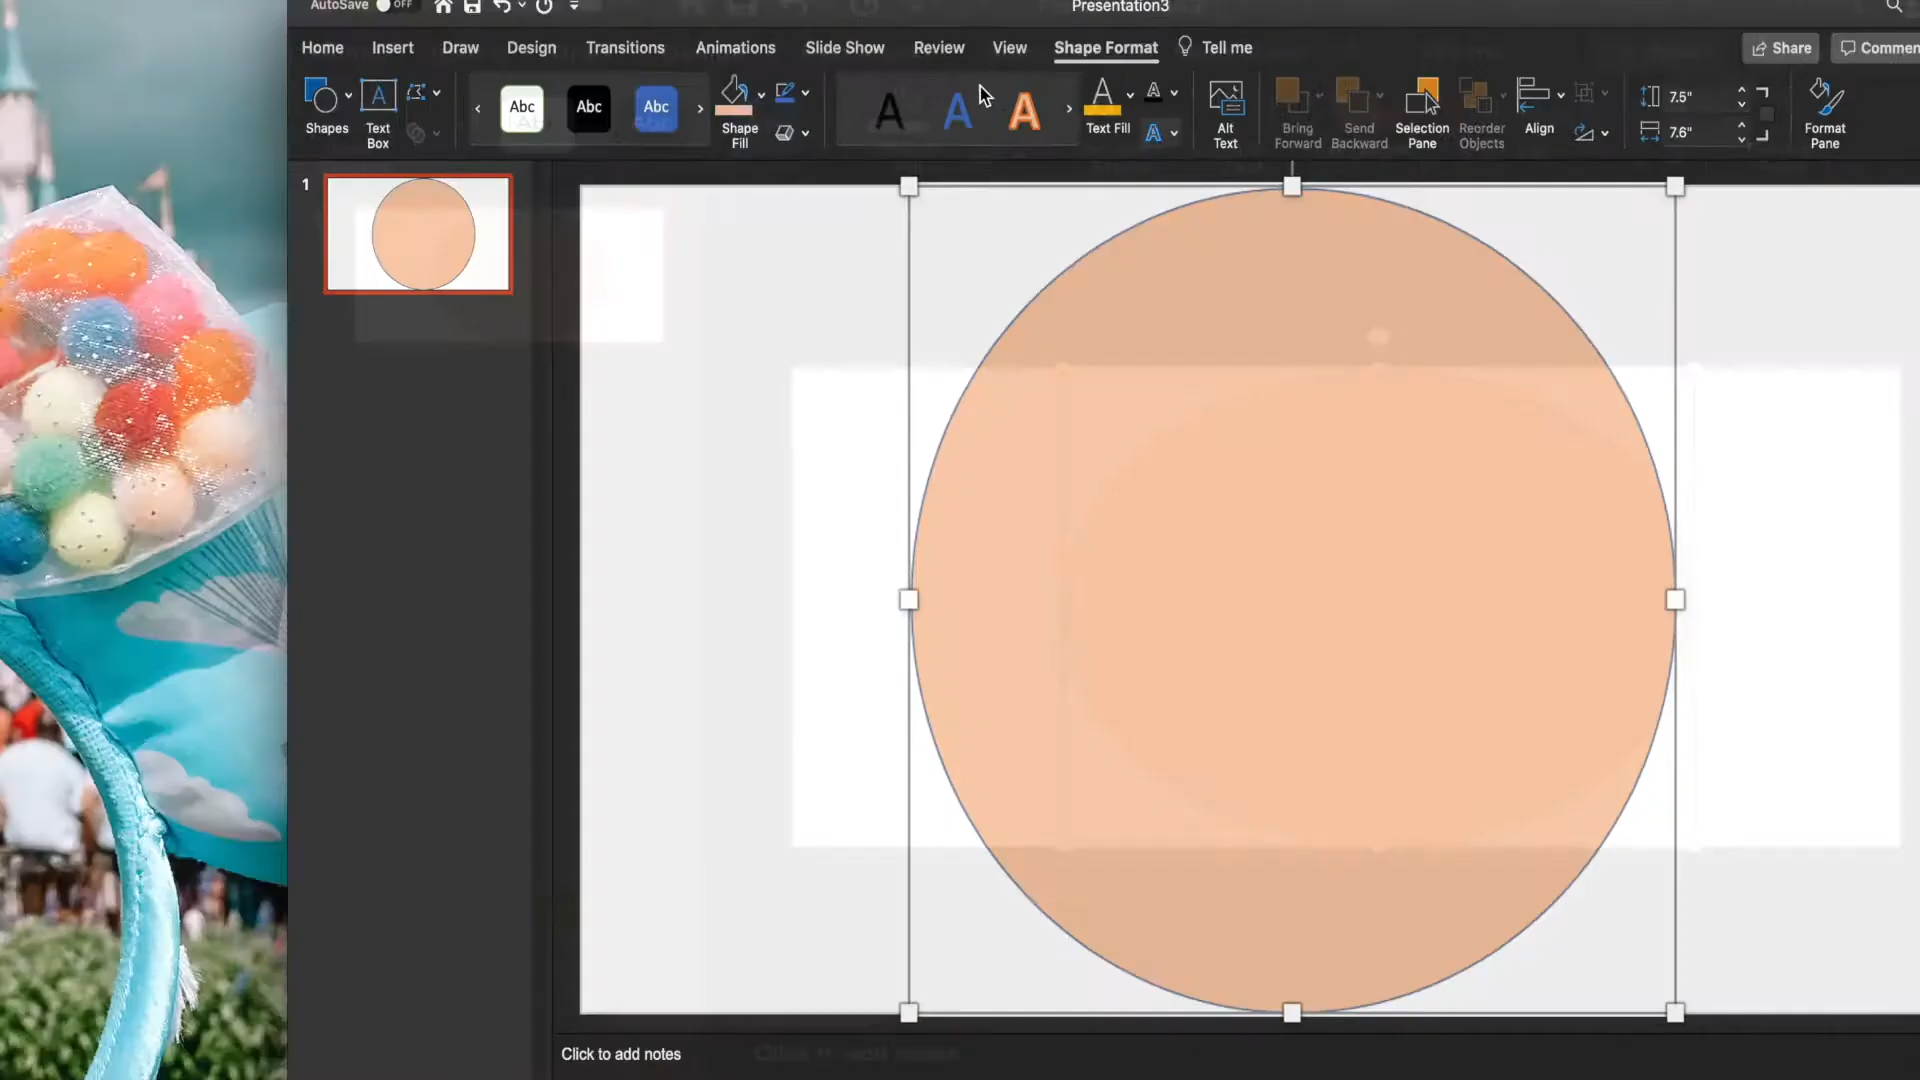 AutoSave OFF
Presentation3
Home Insert Draw Design Transitions Animations Slide Show Review View Shape Format Tell me
Share
Shapes
Text Box
Abc Abc Abc
Shape Fill
A A A
Text Fill
Alt Text
Bring Forward
Send Backward
Selection Pane
Reorder Objects
Align
7.5"
7.6"
Format Pane
1
Click to add notes